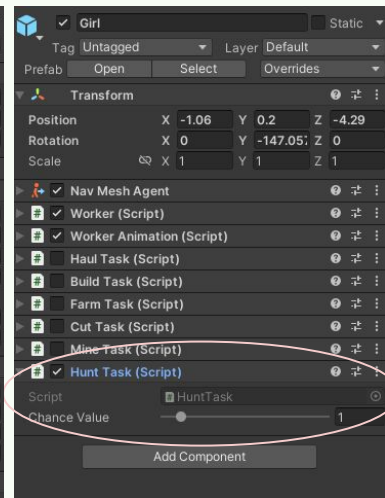 Girl Static
Tag Untagged Layer Default
Prefab Open Select Overrides
Transform
Position X -1.06 Y 0.2 Z -4.29
Rotation X 0 Y -147.057 Z 0
Scale X 1 Y 1 Z 1
Nav Mesh Agent
# Worker (Script)
# Worker Animation (Script)
# Haul Task (Script)
# Build Task (Script)
# Farm Task (Script)
# Cut Task (Script)
# Mine Task (Script)
# Hunt Task (Script)
Script # HuntTask
Chance Value 1
Add Component